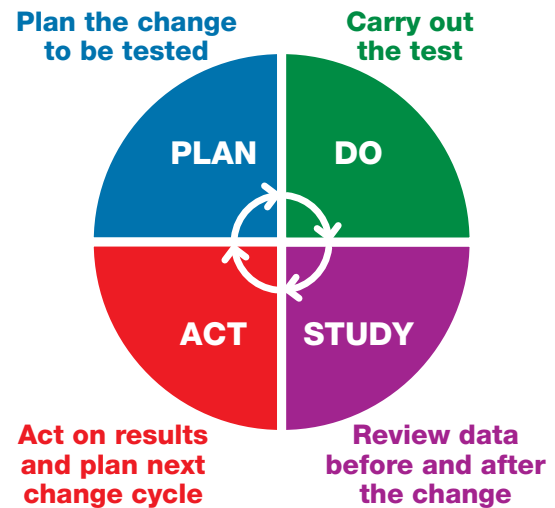 Plan the change
to be tested
Carry out
the test
PLAN
DO
ACT
STUDY
Act on results
and plan next
change cycle
Review data
before and after
the change